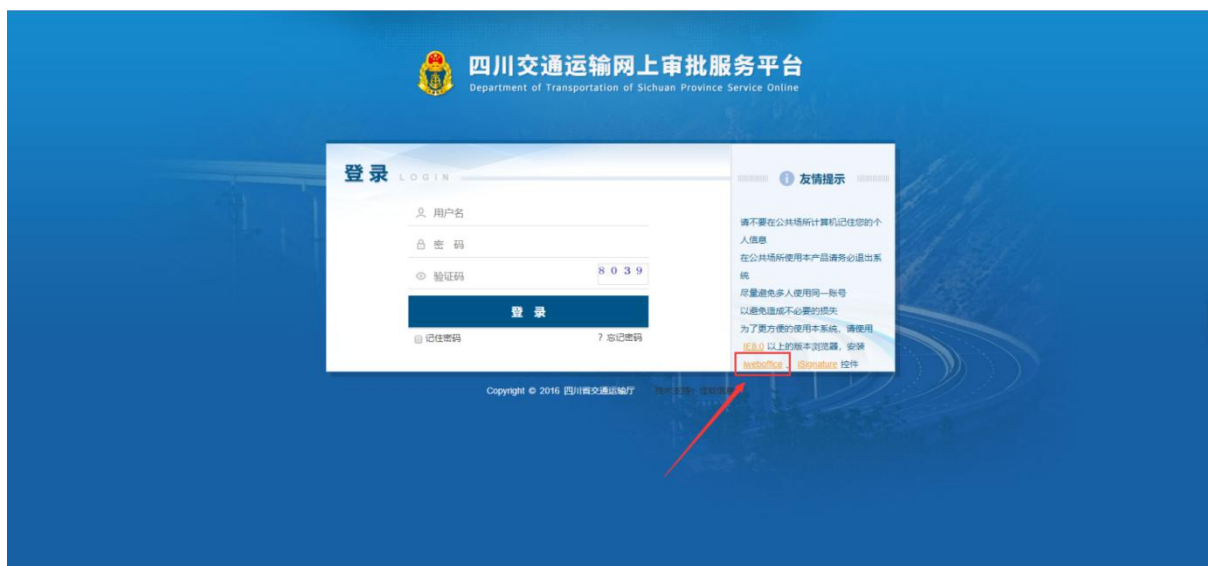 四川交通运输网上审批服务平台
Department of Transportation of Sichuan Province Service Online
登录 LOGIN
用户名
密 码
验证码 8039
登 录
记住密码 ? 忘记密码
友情提示
请不要在公共场所计算机记住您的个
人信息
在公共场所使用本产品请务必退出系
统
尽量避免多人使用同一账号
以避免造成不必要的损失
为了更方便的使用本系统，请使用
IE8.0 以上的版本浏览器，安装
iweboffice 、 iSignature 控件
Copyright © 2016 四川省交通运输厅